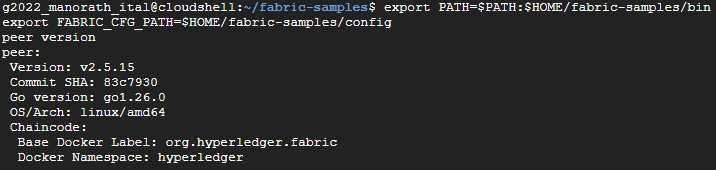 g2022_manorath_ital@cloudshell:~/fabric-samples$ export PATH=$PATH:$HOME/fabric-samples/bin
export FABRIC_CFG_PATH=$HOME/fabric-samples/config
peer version
peer:
 Version: v2.5.15
 Commit SHA: 83c7930
 Go version: go1.26.0
 OS/Arch: linux/amd64
 Chaincode:
  Base Docker Label: org.hyperledger.fabric
  Docker Namespace: hyperledger